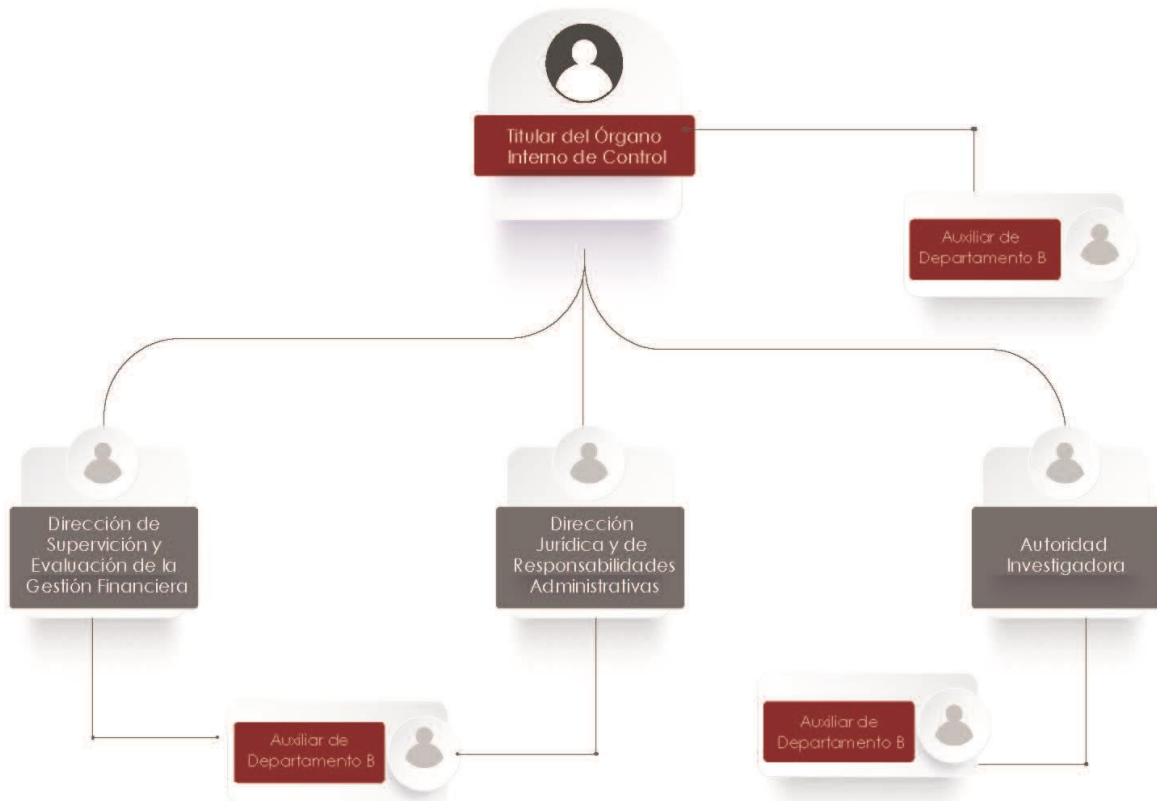 Titular del Órgano
Interno de Control
Auxiliar de
Departamento B
Dirección de
Supervición y
Evaluación de la
Gestión Financiera
Dirección
Jurídica y de
Responsabilidades
Administrativas
Autoridad
Investigadora
Auxiliar de
Departamento B
Auxiliar de
Departamento B